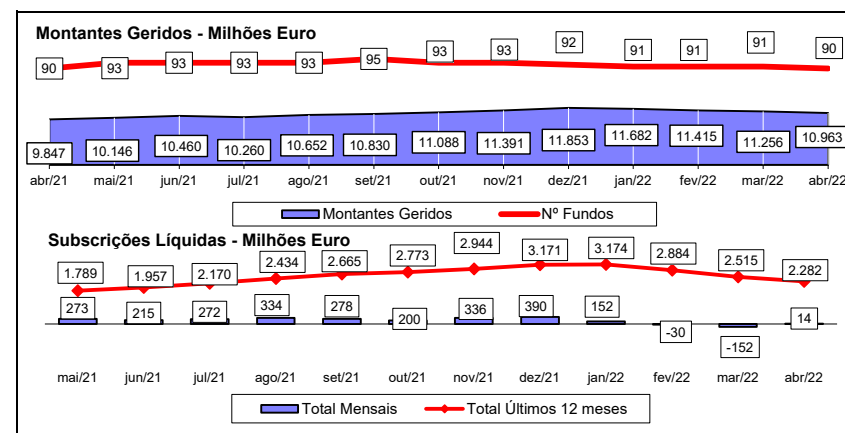 Montantes Geridos - Milhões Euro
90 93 93 93 93 95 93 93 92 91 91 91 90
9.847 10.146 10.460 10.260 10.652 10.830 11.088 11.391 11.853 11.682 11.415 11.256 10.963
abr/21 mai/21 jun/21 jul/21 ago/21 set/21 out/21 nov/21 dez/21 jan/22 fev/22 mar/22 abr/22
Montantes Geridos Nº Fundos
Subscrições Líquidas - Milhões Euro
1.789 1.957 2.170 2.434 2.665 2.773 2.944 3.171 3.174 2.884 2.515 2.282
273 215 272 334 278 200 336 390 152 -30 -152 14
mai/21 jun/21 jul/21 ago/21 set/21 out/21 nov/21 dez/21 jan/22 fev/22 mar/22 abr/22
Total Mensais Total Últimos 12 meses